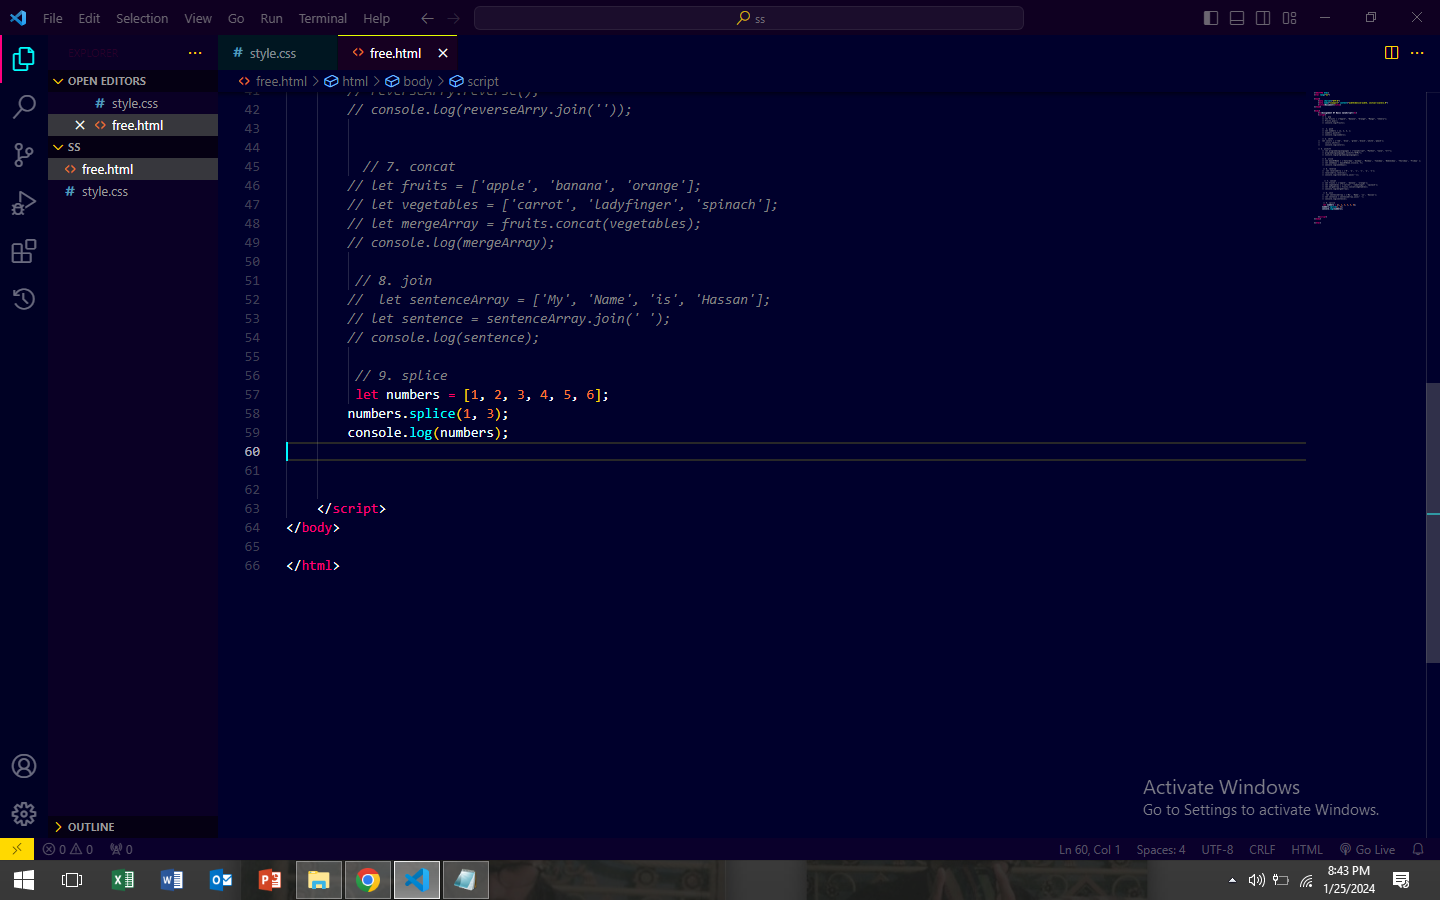 File Edit Selection View Go Run Terminal Help
ss
EXPLORER
# style.css
<> free.html
OPEN EDITORS
# style.css
<> free.html
SS
<> free.html
# style.css
<> free.html > html > body > script
41 // reverseArry.reverse();
42 // console.log(reverseArry.join(''));
43
44
45 // 7. concat
46 // let fruits = ['apple', 'banana', 'orange'];
47 // let vegetables = ['carrot', 'ladyfinger', 'spinach'];
48 // let mergeArray = fruits.concat(vegetables);
49 // console.log(mergeArray);
50
51 // 8. join
52 //  let sentenceArray = ['My', 'Name', 'is', 'Hassan'];
53 // let sentence = sentenceArray.join(' ');
54 // console.log(sentence);
55
56 // 9. splice
57 let numbers = [1, 2, 3, 4, 5, 6];
58 numbers.splice(1, 3);
59 console.log(numbers);
60
61
62
63 </script>
64 </body>
65
66 </html>
Activate Windows
Go to Settings to activate Windows.
OUTLINE
0 0 0
Ln 60, Col 1 Spaces: 4 UTF-8 CRLF HTML Go Live
8:43 PM
1/25/2024